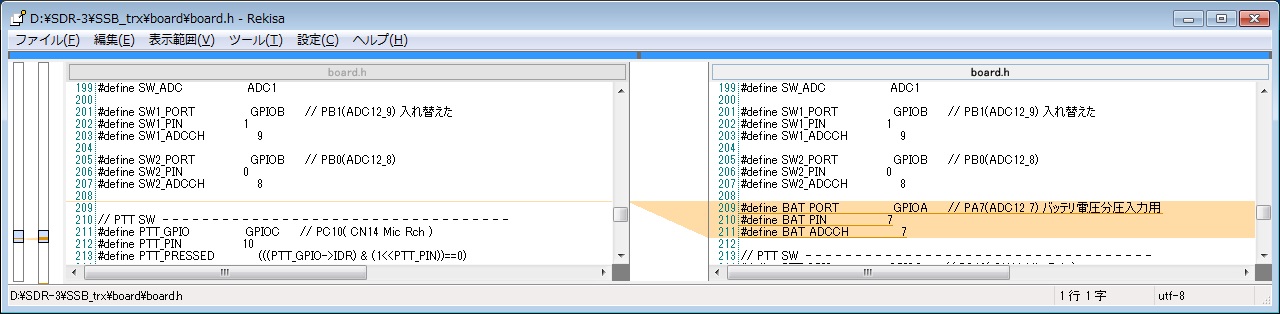 D:¥SDR-3¥SSB_trx¥board¥board.h - Rekisa
ファイル(F) 編集(E) 表示範囲(V) ツール(T) 設定(C) ヘルプ(H)
board.h
199 #define SW_ADC ADC1
200
201 #define SW1_PORT GPIOB // PB1(ADC12_9) 入れ替えた
202 #define SW1_PIN 1
203 #define SW1_ADCCH 9
204
205 #define SW2_PORT GPIOB // PB0(ADC12_8)
206 #define SW2_PIN 0
207 #define SW2_ADCCH 8
208
209
210 // PTT SW - - - - - - - - - - - - - - - - - - - - - - - - - - - - - - - - - -
211 #define PTT_GPIO GPIOC // PC10( CN14 Mic Rch )
212 #define PTT_PIN 10
213 #define PTT_PRESSED (((PTT_GPIO->IDR) & (1<<PTT_PIN))==0)
board.h
199 #define SW_ADC ADC1
200
201 #define SW1_PORT GPIOB // PB1(ADC12_9) 入れ替えた
202 #define SW1_PIN 1
203 #define SW1_ADCCH 9
204
205 #define SW2_PORT GPIOB // PB0(ADC12_8)
206 #define SW2_PIN 0
207 #define SW2_ADCCH 8
208
209 #define BAT_PORT GPIOA // PA7(ADC12_7) バッテリ電圧分圧入力用
210 #define BAT_PIN 7
211 #define BAT_ADCCH 7
212
213 // PTT SW - - - - - - - - - - - - - - - - - - - - - - - - - - - - - - - - - -
D:¥SDR-3¥SSB_trx¥board¥board.h 1 行 1 字 utf-8